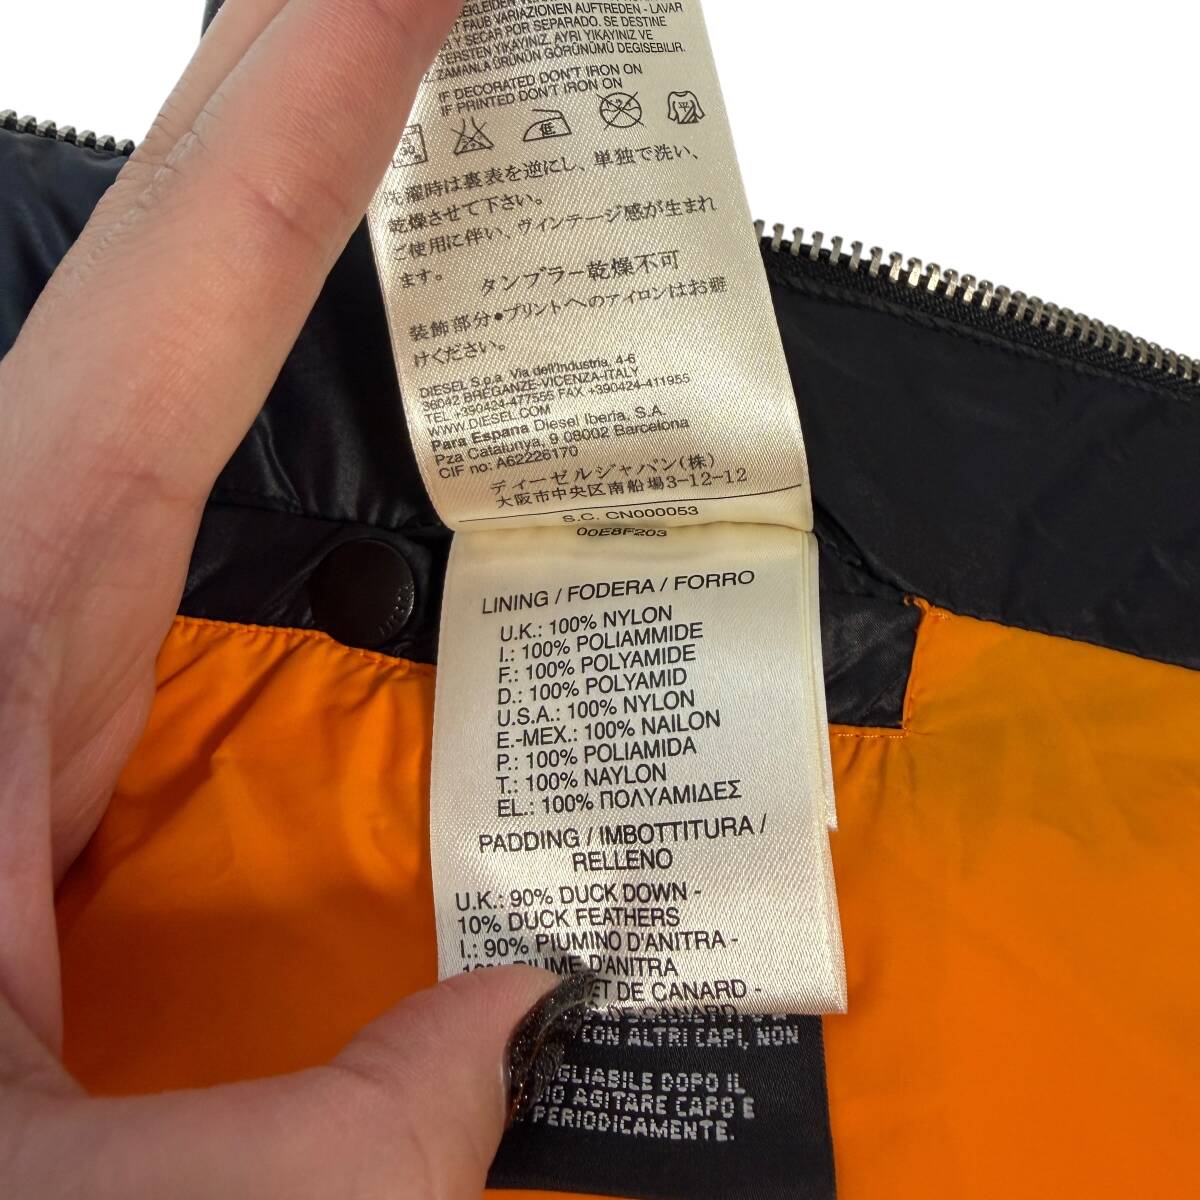 FAUB VARIAZIONEN AUFTREDEN - LAVAR
Y SECAR POR SEPARADO. SE DESTINE
TERSTEN YIKAYINIZ, AYRI YIKAYINIZ VE
ZAMANLA ÜRÜNÜN GÖRÜNÜMÜ DEGISEBILIR.
IF DECORATED DON'T IRON ON
IF PRINTED DON'T IRON ON
低
平
洗濯時は裏表を逆にし、単独で洗い、
乾燥させて下さい。
ご使用に伴い、ヴィンテージ感が生まれ
ます。 タンブラー乾燥不可
装飾部分●プリントへのアイロンはお避
けください。
DIESEL S.p.a. Via dell'Industria, 4-6
36042 BREGANZE-VICENZA-ITALY
TEL +390424-477555 FAX +390424-411955
WWW.DIESEL.COM
Para Espana Diesel Iberia, S.A.
Pza Catalunya, 9 08002 Barcelona
CIF no: A62226170
ディーゼルジャパン(株)
大阪市中央区南船場3-12-12
S.C. CN000053
00E8F203
LINING / FODERA / FORRO
U.K.: 100% NYLON
I.: 100% POLIAMMIDE
F.: 100% POLYAMIDE
D.: 100% POLYAMID
U.S.A.: 100% NYLON
E.-MEX.: 100% NAILON
P.: 100% POLIAMIDA
T.: 100% NAYLON
EL.: 100% ΠΟΛΥΑΜΙΔΕΣ
PADDING / IMBOTTITURA /
RELLENO
U.K.: 90% DUCK DOWN -
10% DUCK FEATHERS
I.: 90% PIUMINO D'ANITRA -
10% PIUME D'ANITRA
DE CANARD -
CANARD
CON ALTRI CAPI, NON
DOPO IL
AGITARE CAPO E
PERIODICAMENTE.